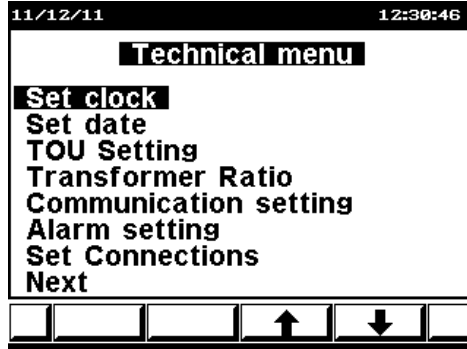 11/12/11 12:30:46
Technical menu
Set clock
Set date
TOU Setting
Transformer Ratio
Communication setting
Alarm setting
Set Connections
Next